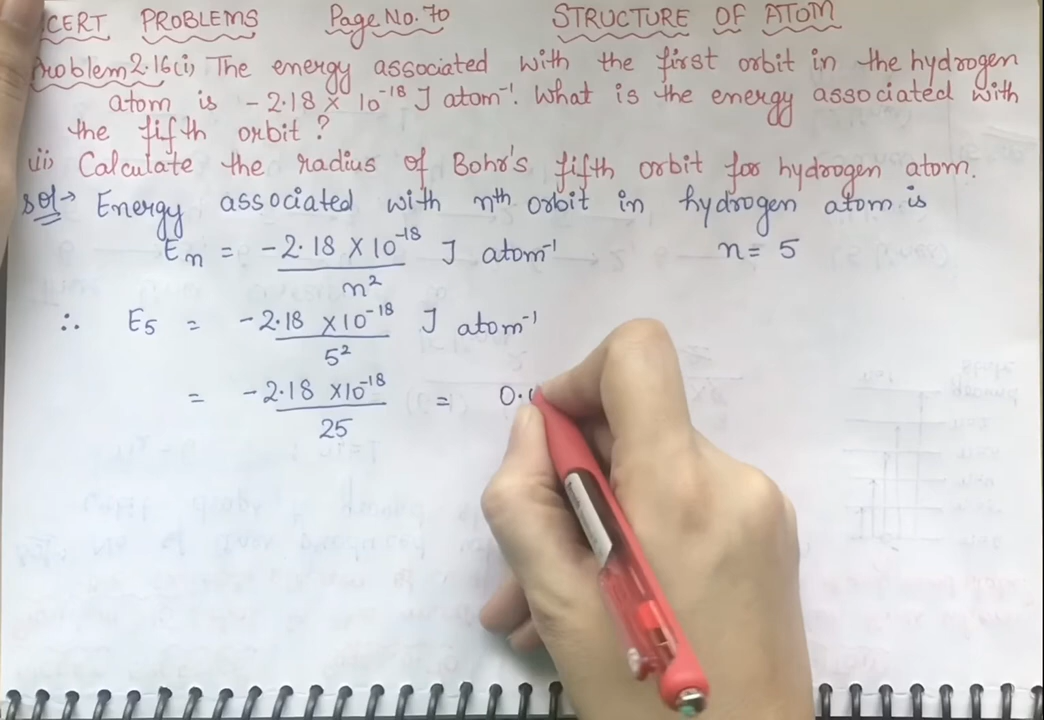 CERT PROBLEMS Page No. 70 STRUCTURE OF ATOM
Problem 2.16(i) The energy associated with the first orbit in the hydrogen
atom is -2.18 × 10⁻¹⁸ J atom⁻¹. What is the energy associated with
the fifth orbit?
ii) Calculate the radius of Bohr's fifth orbit for hydrogen atom.
Sol→ Energy associated with nth orbit in hydrogen atom is
En = -2.18 × 10⁻¹⁸ / n² J atom⁻¹ n = 5
∴ E5 = -2.18 × 10⁻¹⁸ / 5² J atom⁻¹
= -2.18 × 10⁻¹⁸ / 25 = 0.